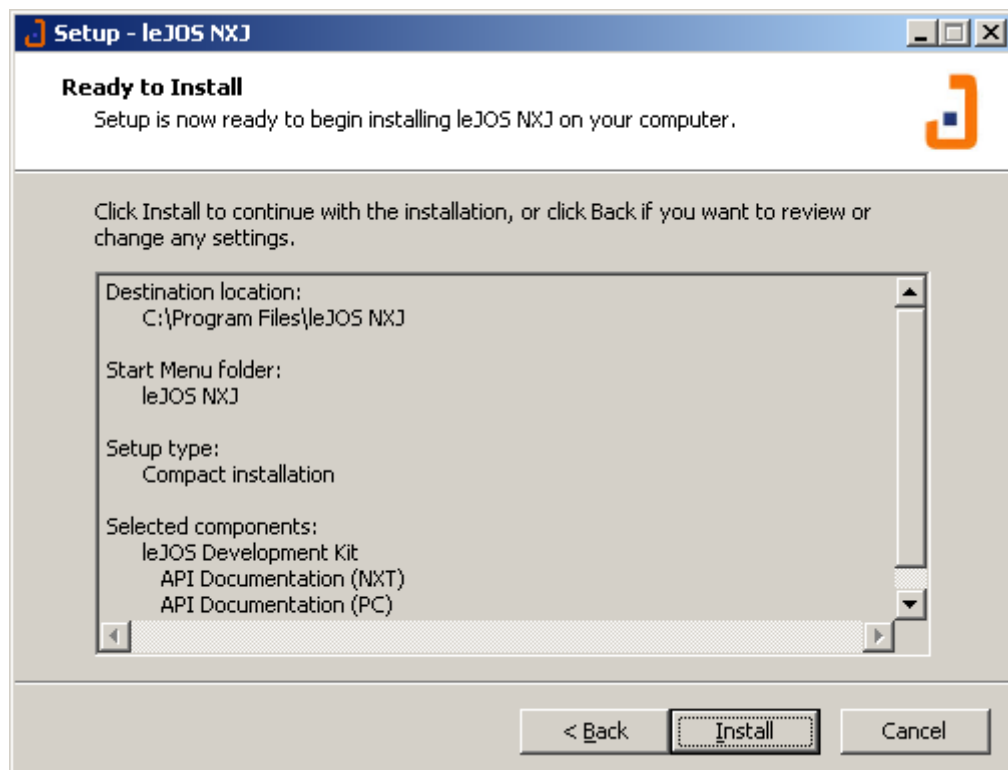 Setup - leJOS NXJ
Ready to Install
Setup is now ready to begin installing leJOS NXJ on your computer.
Click Install to continue with the installation, or click Back if you want to review or
change any settings.
Destination location:
C:\Program Files\leJOS NXJ
Start Menu folder:
leJOS NXJ
Setup type:
Compact installation
Selected components:
leJOS Development Kit
API Documentation (NXT)
API Documentation (PC)
< Back
Install
Cancel